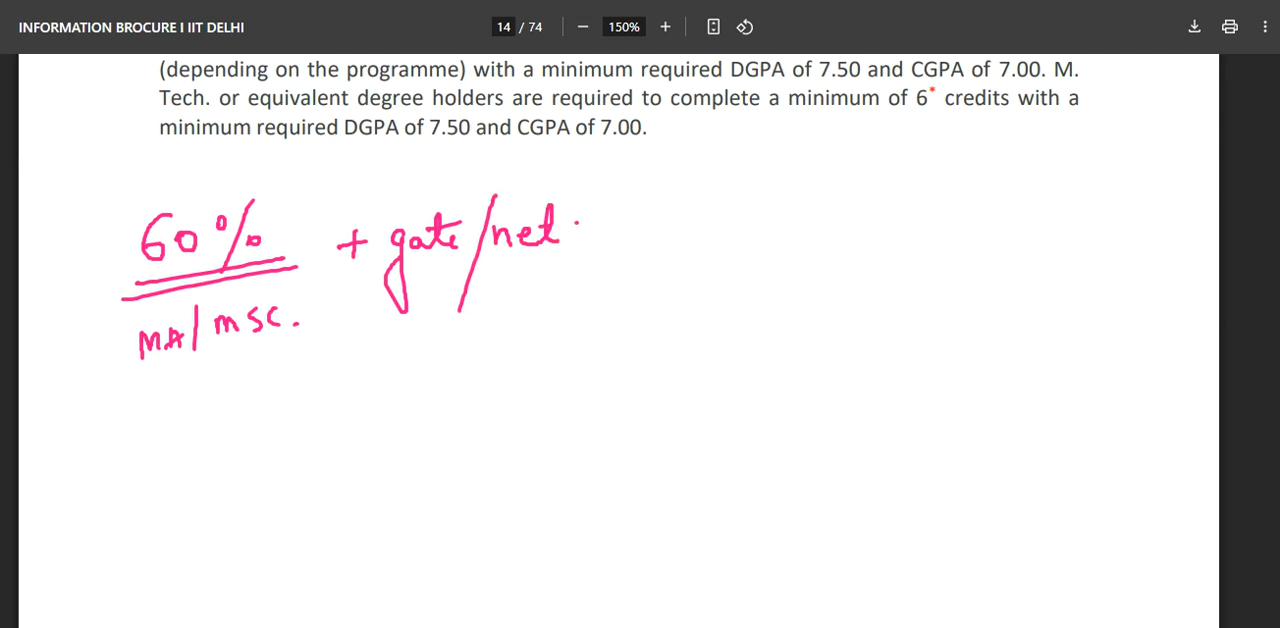 INFORMATION BROCURE I IIT DELHI
14 / 74
150%
(depending on the programme) with a minimum required DGPA of 7.50 and CGPA of 7.00. M.
Tech. or equivalent degree holders are required to complete a minimum of 6* credits with a
minimum required DGPA of 7.50 and CGPA of 7.00.
60% + gate/net.
MA/msc.